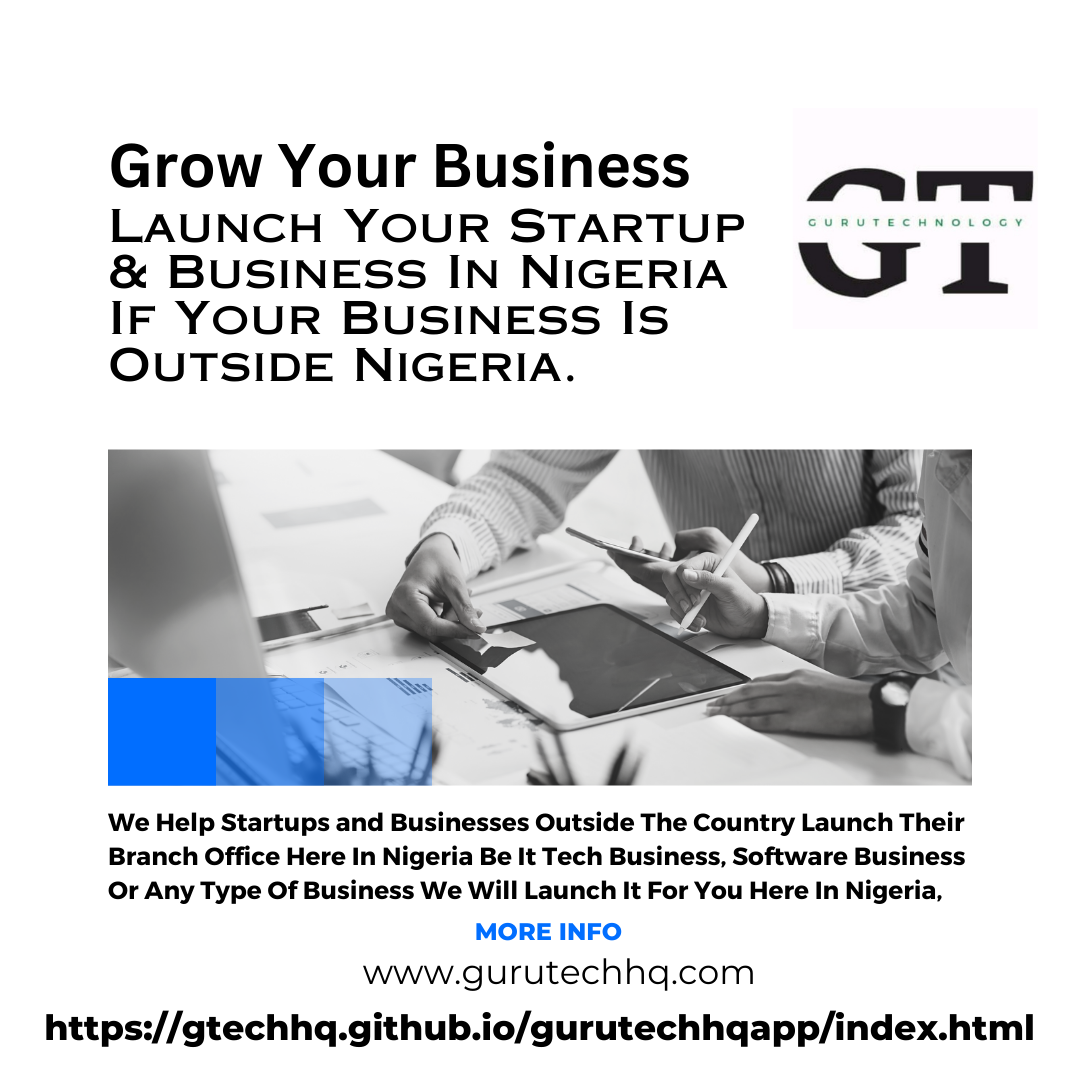 Grow Your Business
Launch Your Startup
& Business In Nigeria
If Your Business Is
Outside Nigeria.
GT
GURUTECHNOLOGY
We Help Startups and Businesses Outside The Country Launch Their
Branch Office Here In Nigeria Be It Tech Business, Software Business
Or Any Type Of Business We Will Launch It For You Here In Nigeria,
MORE INFO
www.gurutechhq.com
https://gtechhq.github.io/gurutechhqapp/index.html